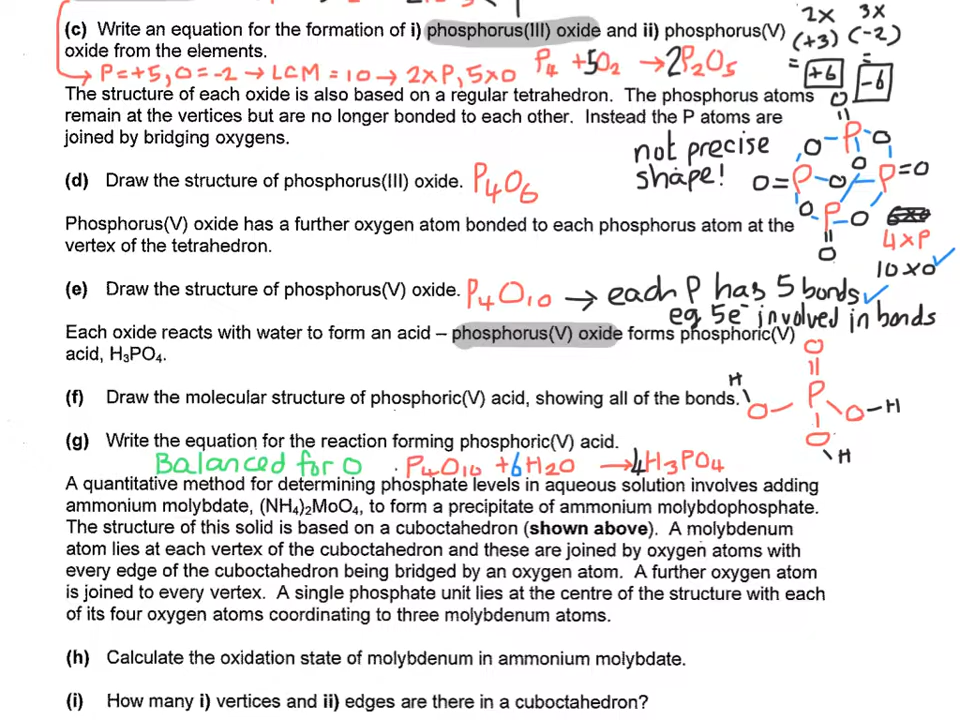 (c) Write an equation for the formation of i) phosphorus(III) oxide and ii) phosphorus(V)
oxide from the elements.
2x 3x
(+3) (-2)
= =
+6 -6
P=+5, O=-2 → LCM = 10 → 2xP, 5xO P₄ +5O₂ → 2P₂O₅
The structure of each oxide is also based on a regular tetrahedron. The phosphorus atoms
remain at the vertices but are no longer bonded to each other. Instead the P atoms are
joined by bridging oxygens.
not precise
shape!
O
O P O
O
O=P O P=O
O P O
O
(d) Draw the structure of phosphorus(III) oxide. P₄O₆
4xP
10xO ✓
Phosphorus(V) oxide has a further oxygen atom bonded to each phosphorus atom at the
vertex of the tetrahedron.
(e) Draw the structure of phosphorus(V) oxide. P₄O₁₀ → each P has 5 bonds ✓
eg 5e⁻ involved in bonds
Each oxide reacts with water to form an acid – phosphorus(V) oxide forms phosphoric(V)
acid, H₃PO₄.
(f) Draw the molecular structure of phosphoric(V) acid, showing all of the bonds.
O
H P
O O-H
O
H
(g) Write the equation for the reaction forming phosphoric(V) acid.
Balanced for O P₄O₁₀ +6H₂O → 4H₃PO₄
A quantitative method for determining phosphate levels in aqueous solution involves adding
ammonium molybdate, (NH₄)₂MoO₄, to form a precipitate of ammonium molybdophosphate.
The structure of this solid is based on a cuboctahedron (shown above). A molybdenum
atom lies at each vertex of the cuboctahedron and these are joined by oxygen atoms with
every edge of the cuboctahedron being bridged by an oxygen atom. A further oxygen atom
is joined to every vertex. A single phosphate unit lies at the centre of the structure with each
of its four oxygen atoms coordinating to three molybdenum atoms.
(h) Calculate the oxidation state of molybdenum in ammonium molybdate.
(i) How many i) vertices and ii) edges are there in a cuboctahedron?